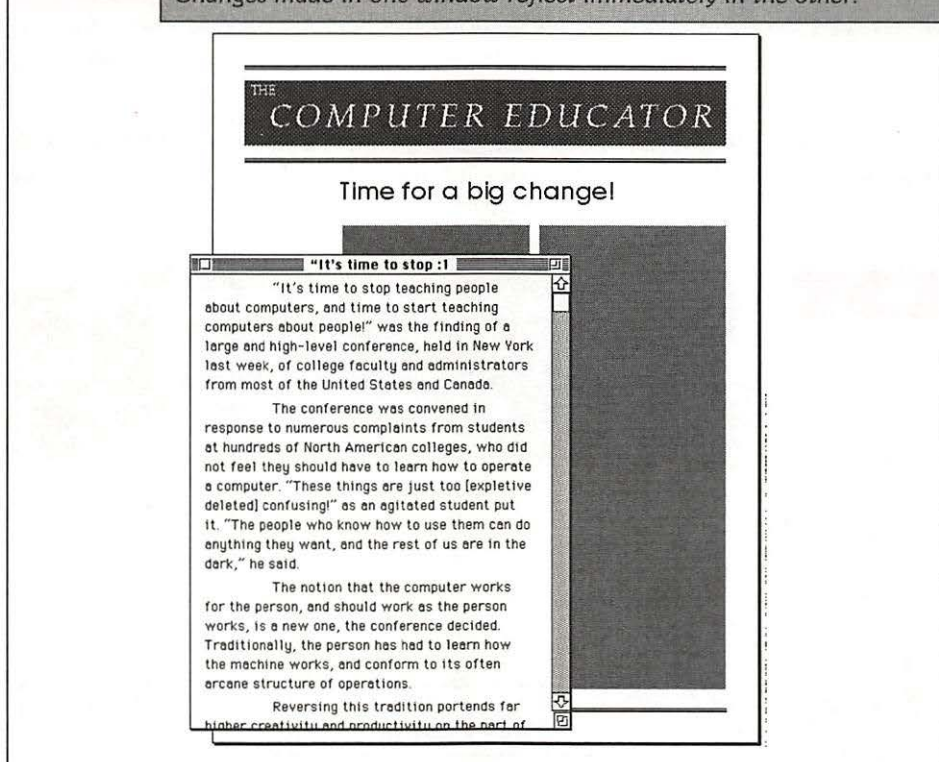 Changes made in one window reflect immediately in the other.
THE
COMPUTER EDUCATOR
Time for a big change!
"It's time to stop :1
"It's time to stop teaching people
about computers, and time to start teaching
computers about people!" was the finding of a
large and high-level conference, held in New York
last week, of college faculty and administrators
from most of the United States and Canada.
The conference was convened in
response to numerous complaints from students
at hundreds of North American colleges, who did
not feel they should have to learn how to operate
a computer. "These things are just too [expletive
deleted] confusing!" as an agitated student put
it. "The people who know how to use them can do
anything they want, and the rest of us are in the
dark," he said.
The notion that the computer works
for the person, and should work as the person
works, is a new one, the conference decided.
Traditionally, the person has had to learn how
the machine works, and conform to its often
arcane structure of operations.
Reversing this tradition portends far
higher creativity and productivity on the part of